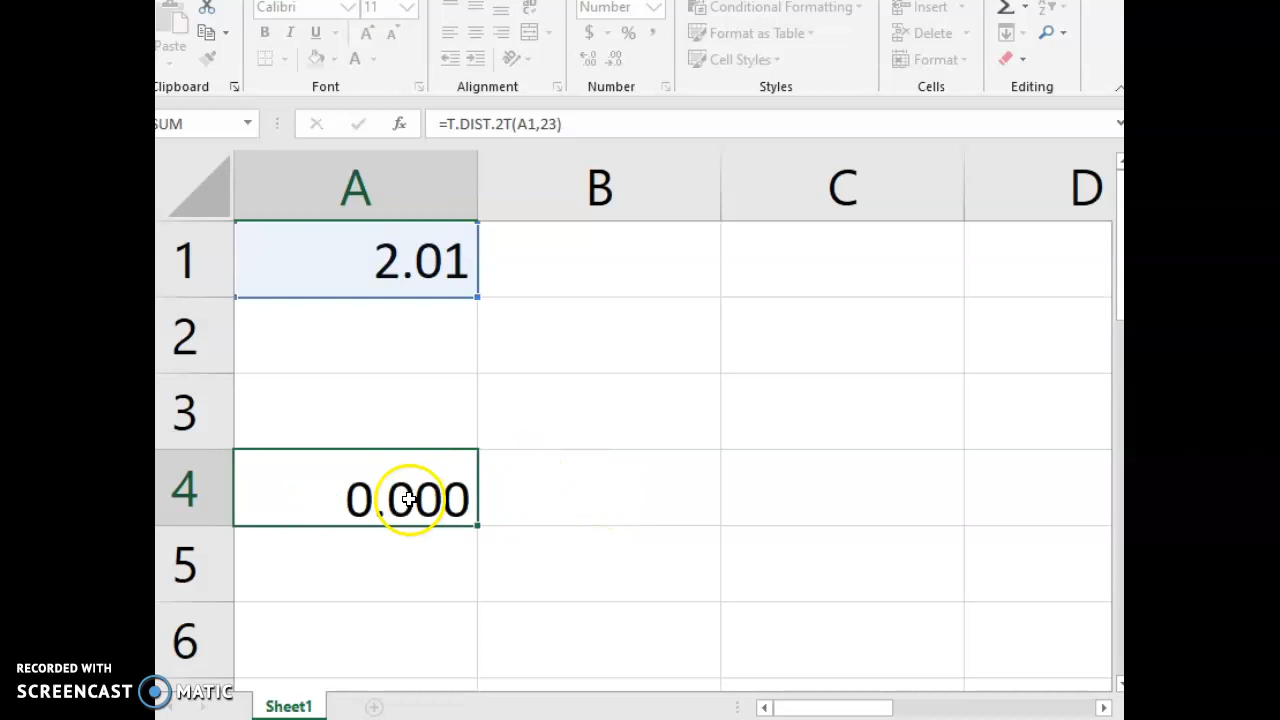 Calibri 11 Number Conditional Formatting Insert Σ
Paste B I U A A $ % , Format as Table Delete
A Cell Styles Format
Clipboard Font Alignment Number Styles Cells Editing
SUM fx =T.DIST.2T(A1,23)
A B C D
1 2.01
2
3
4 0.000
5
6
RECORDED WITH
SCREENCAST MATIC
Sheet1